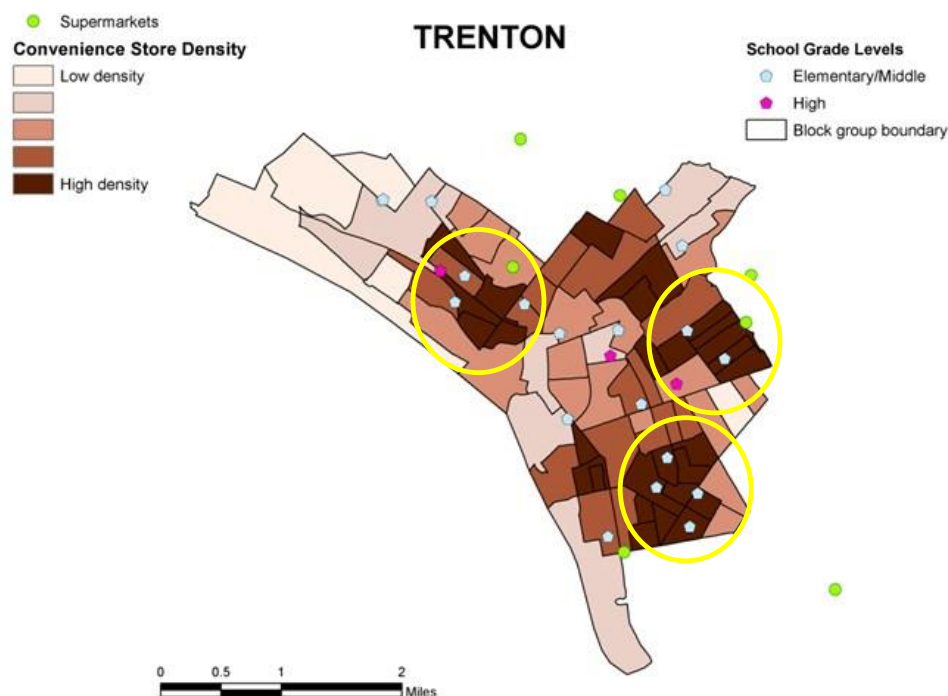 TRENTON
Supermarkets
Convenience Store Density
Low density
High density
School Grade Levels
Elementary/Middle
High
Block group boundary
0 0.5 1 2
Miles